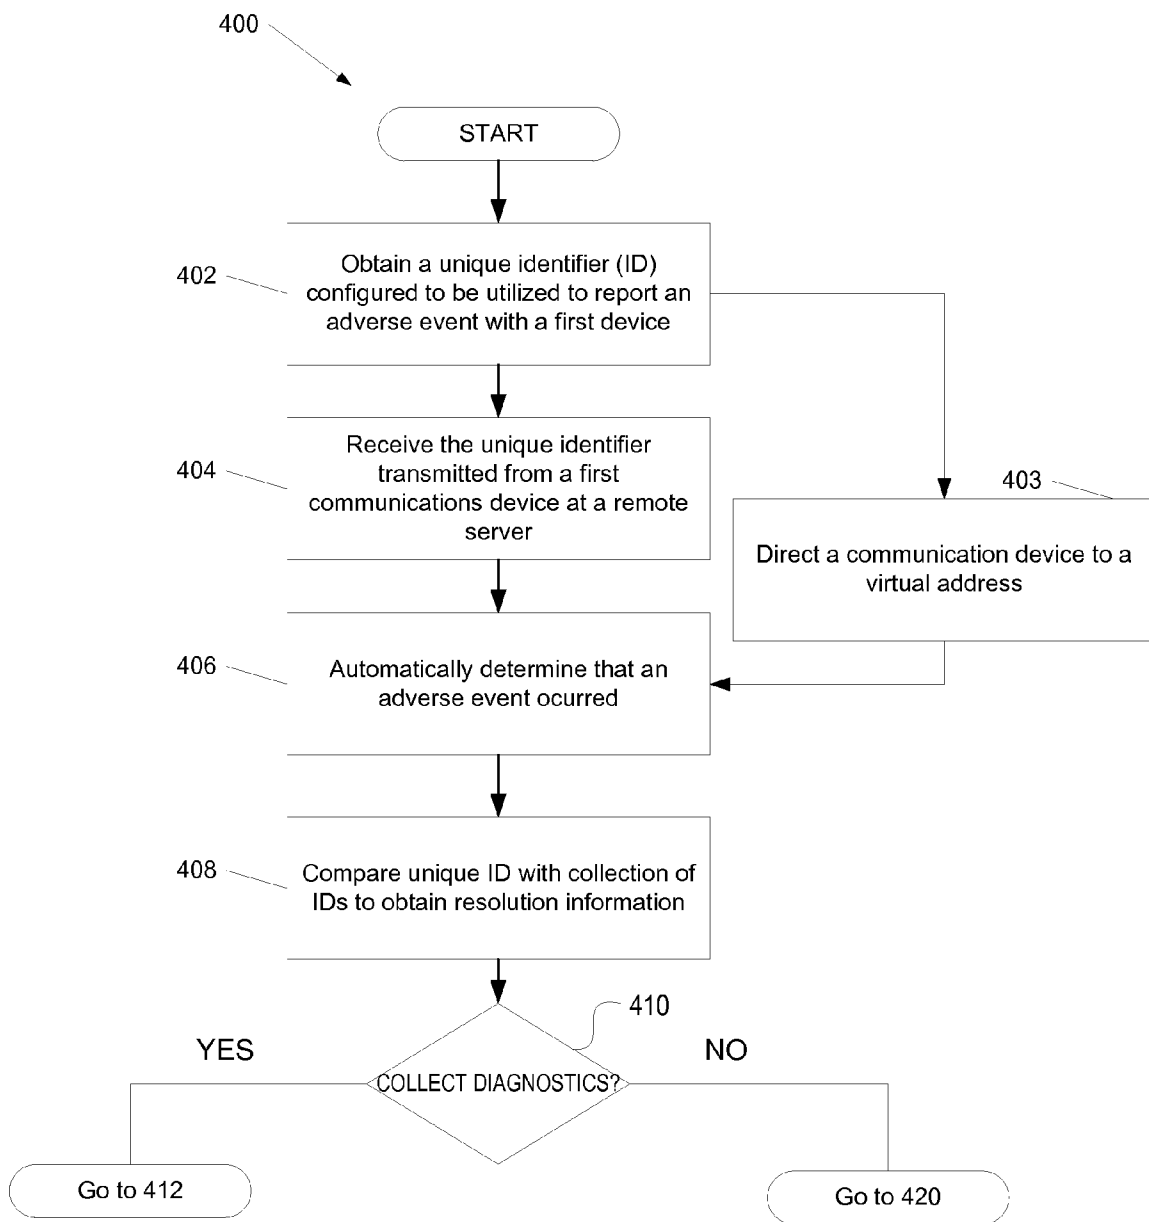 400
START
402
Obtain a unique identifier (ID)
configured to be utilized to report an
adverse event with a first device
404
Receive the unique identifier
transmitted from a first
communications device at a remote
server
403
Direct a communication device to a
virtual address
406
Automatically determine that an
adverse event ocurred
408
Compare unique ID with collection of
IDs to obtain resolution information
410
YES
NO
COLLECT DIAGNOSTICS?
Go to 412
Go to 420